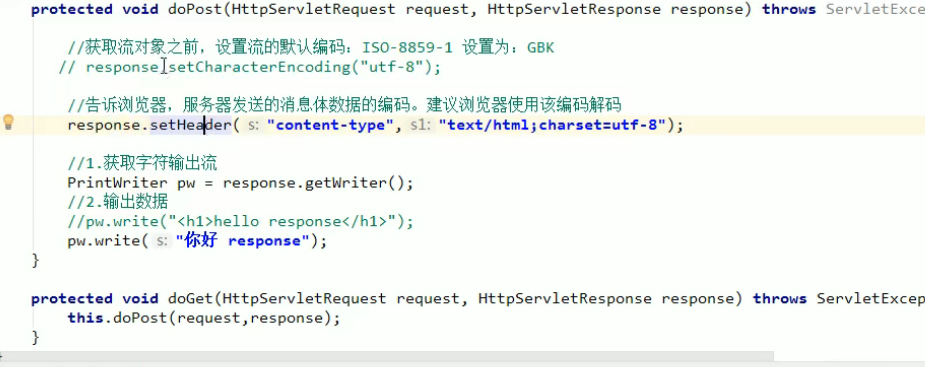 protected void doPost(HttpServletRequest request, HttpServletResponse response) throws ServletExce
//获取流对象之前，设置流的默认编码：ISO-8859-1 设置为：GBK
// response.setCharacterEncoding("utf-8");
//告诉浏览器，服务器发送的消息体数据的编码。建议浏览器使用该编码解码
response.setHeader( s: "content-type", s1: "text/html;charset=utf-8");
//1.获取字符输出流
PrintWriter pw = response.getWriter();
//2.输出数据
//pw.write("<h1>hello response</h1>");
pw.write( s: "你好 response");
}
protected void doGet(HttpServletRequest request, HttpServletResponse response) throws ServletExcep
this.doPost(request,response);
}